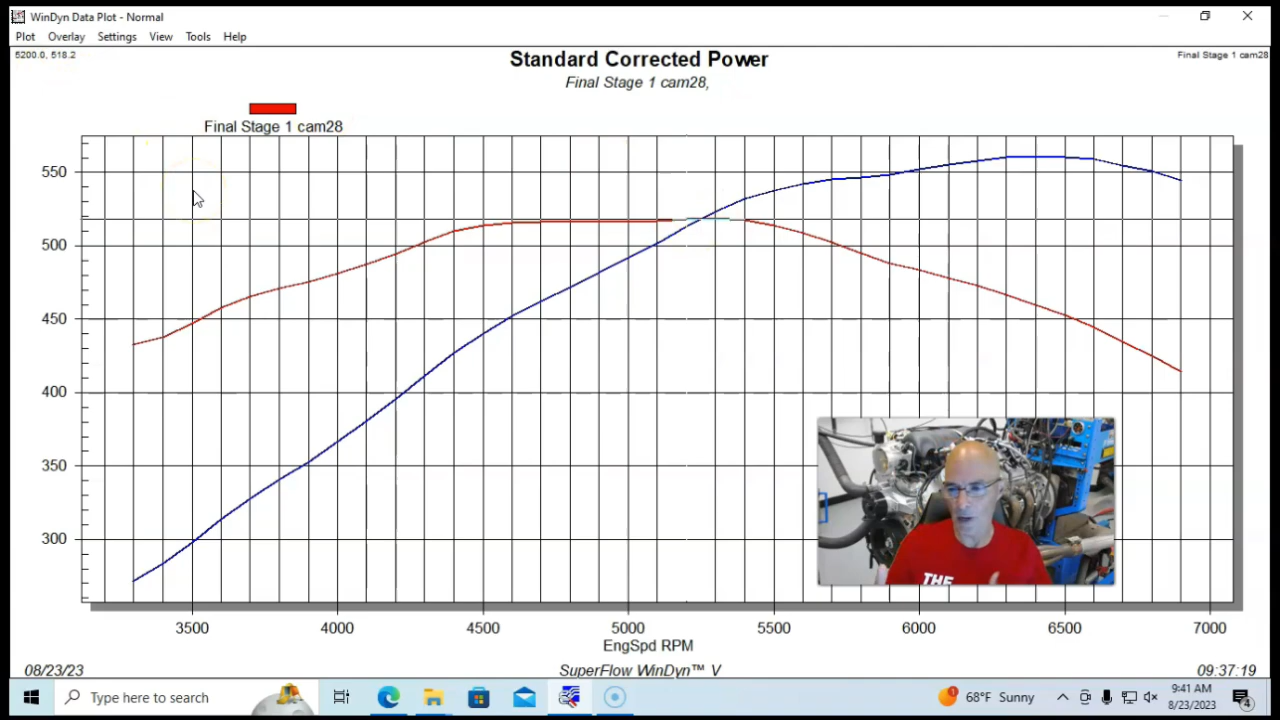 WinDyn Data Plot - Normal
Plot Overlay Settings View Tools Help
5200.0, 518.2
Final Stage 1 cam28
Standard Corrected Power
Final Stage 1 cam28,
Final Stage 1 cam28
550
500
450
400
350
300
3500 4000 4500 5000 5500 6000 6500 7000
EngSpd RPM
THE
08/23/23
SuperFlow WinDyn™ V
09:37:19
Type here to search
68°F Sunny
9:41 AM
8/23/2023
1
4